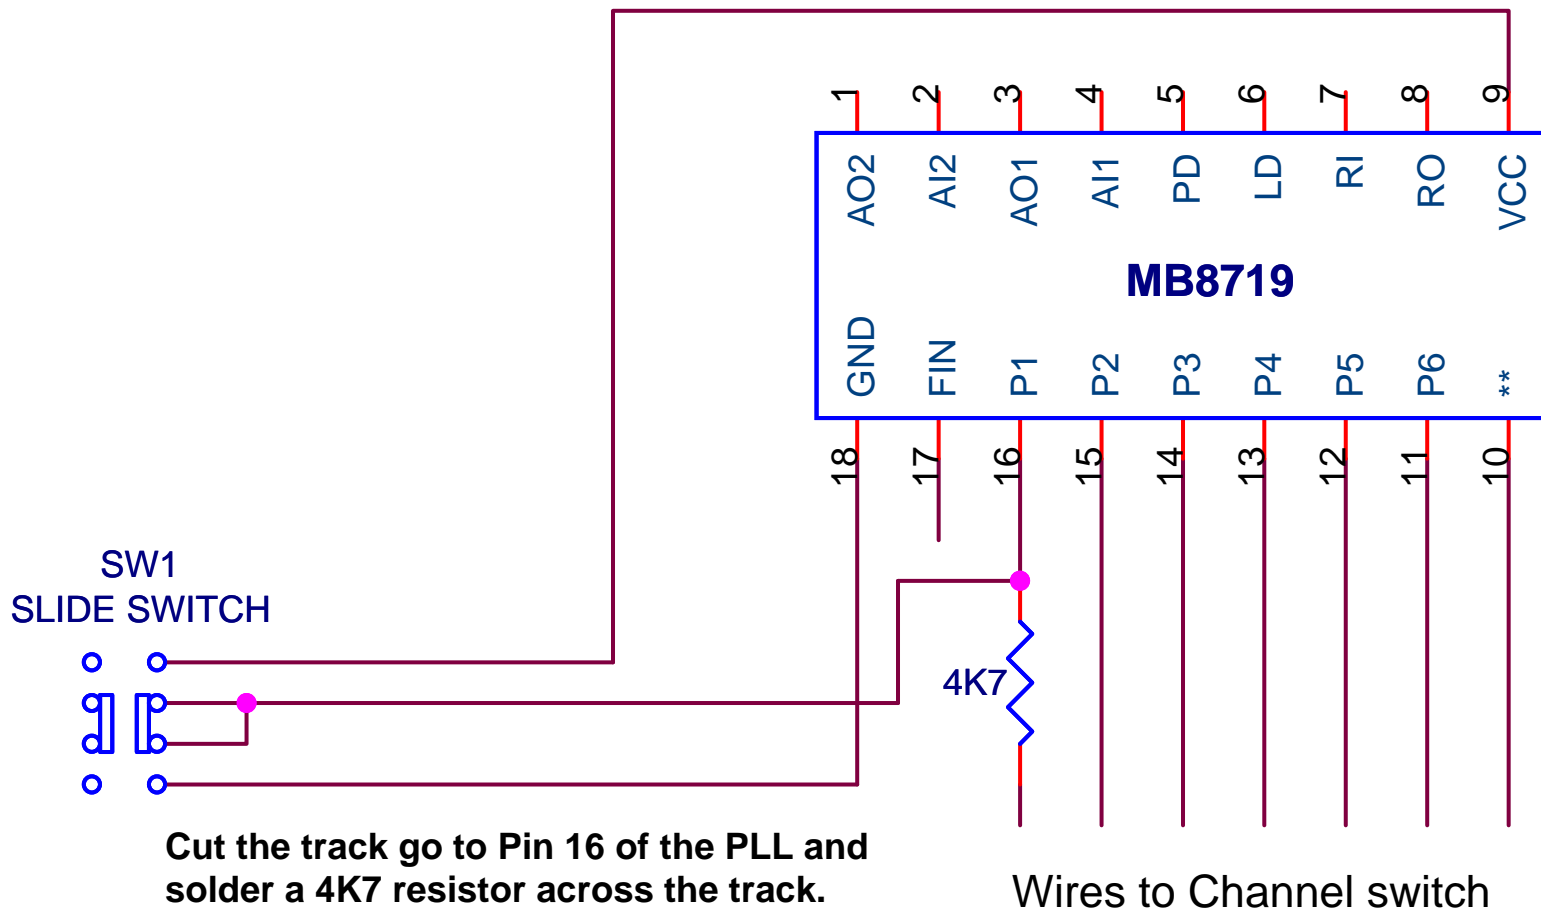 1 2 3 4 5 6 7 8 9
AO2 AI2 AO1 AI1 PD LD RI RO VCC
MB8719
GND FIN P1 P2 P3 P4 P5 P6 **
18 17 16 15 14 13 12 11 10
SW1
SLIDE SWITCH
4K7
Cut the track go to Pin 16 of the PLL and
solder a 4K7 resistor across the track.
Wires to Channel switch